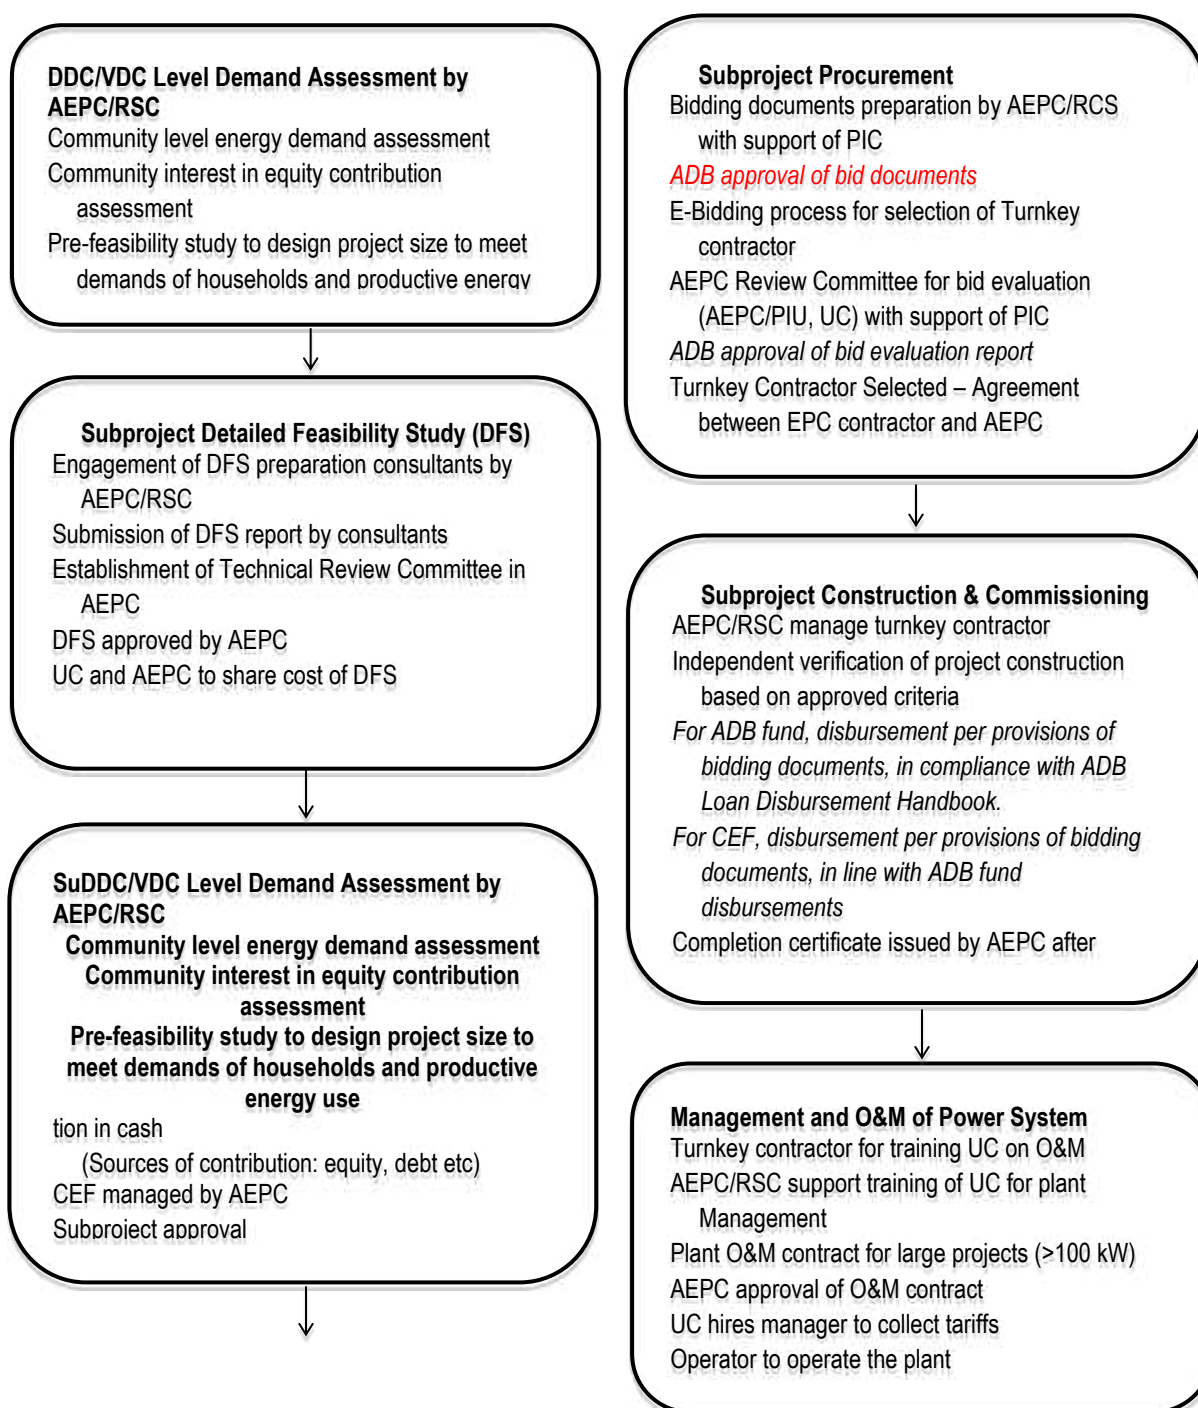 DDC/VDC Level Demand Assessment by
AEPC/RSC
Community level energy demand assessment
Community interest in equity contribution
assessment
Pre-feasibility study to design project size to meet
demands of households and productive energy
Subproject Detailed Feasibility Study (DFS)
Engagement of DFS preparation consultants by
AEPC/RSC
Submission of DFS report by consultants
Establishment of Technical Review Committee in
AEPC
DFS approved by AEPC
UC and AEPC to share cost of DFS
SuDDC/VDC Level Demand Assessment by
AEPC/RSC
Community level energy demand assessment
Community interest in equity contribution
assessment
Pre-feasibility study to design project size to
meet demands of households and productive
energy use
tion in cash
(Sources of contribution: equity, debt etc)
CEF managed by AEPC
Subproject approval
Subproject Procurement
Bidding documents preparation by AEPC/RCS
with support of PIC
ADB approval of bid documents
E-Bidding process for selection of Turnkey
contractor
AEPC Review Committee for bid evaluation
(AEPC/PIU, UC) with support of PIC
ADB approval of bid evaluation report
Turnkey Contractor Selected – Agreement
between EPC contractor and AEPC
Subproject Construction & Commissioning
AEPC/RSC manage turnkey contractor
Independent verification of project construction
based on approved criteria
For ADB fund, disbursement per provisions of
bidding documents, in compliance with ADB
Loan Disbursement Handbook.
For CEF, disbursement per provisions of bidding
documents, in line with ADB fund
disbursements
Completion certificate issued by AEPC after
Management and O&M of Power System
Turnkey contractor for training UC on O&M
AEPC/RSC support training of UC for plant
Management
Plant O&M contract for large projects (>100 kW)
AEPC approval of O&M contract
UC hires manager to collect tariffs
Operator to operate the plant